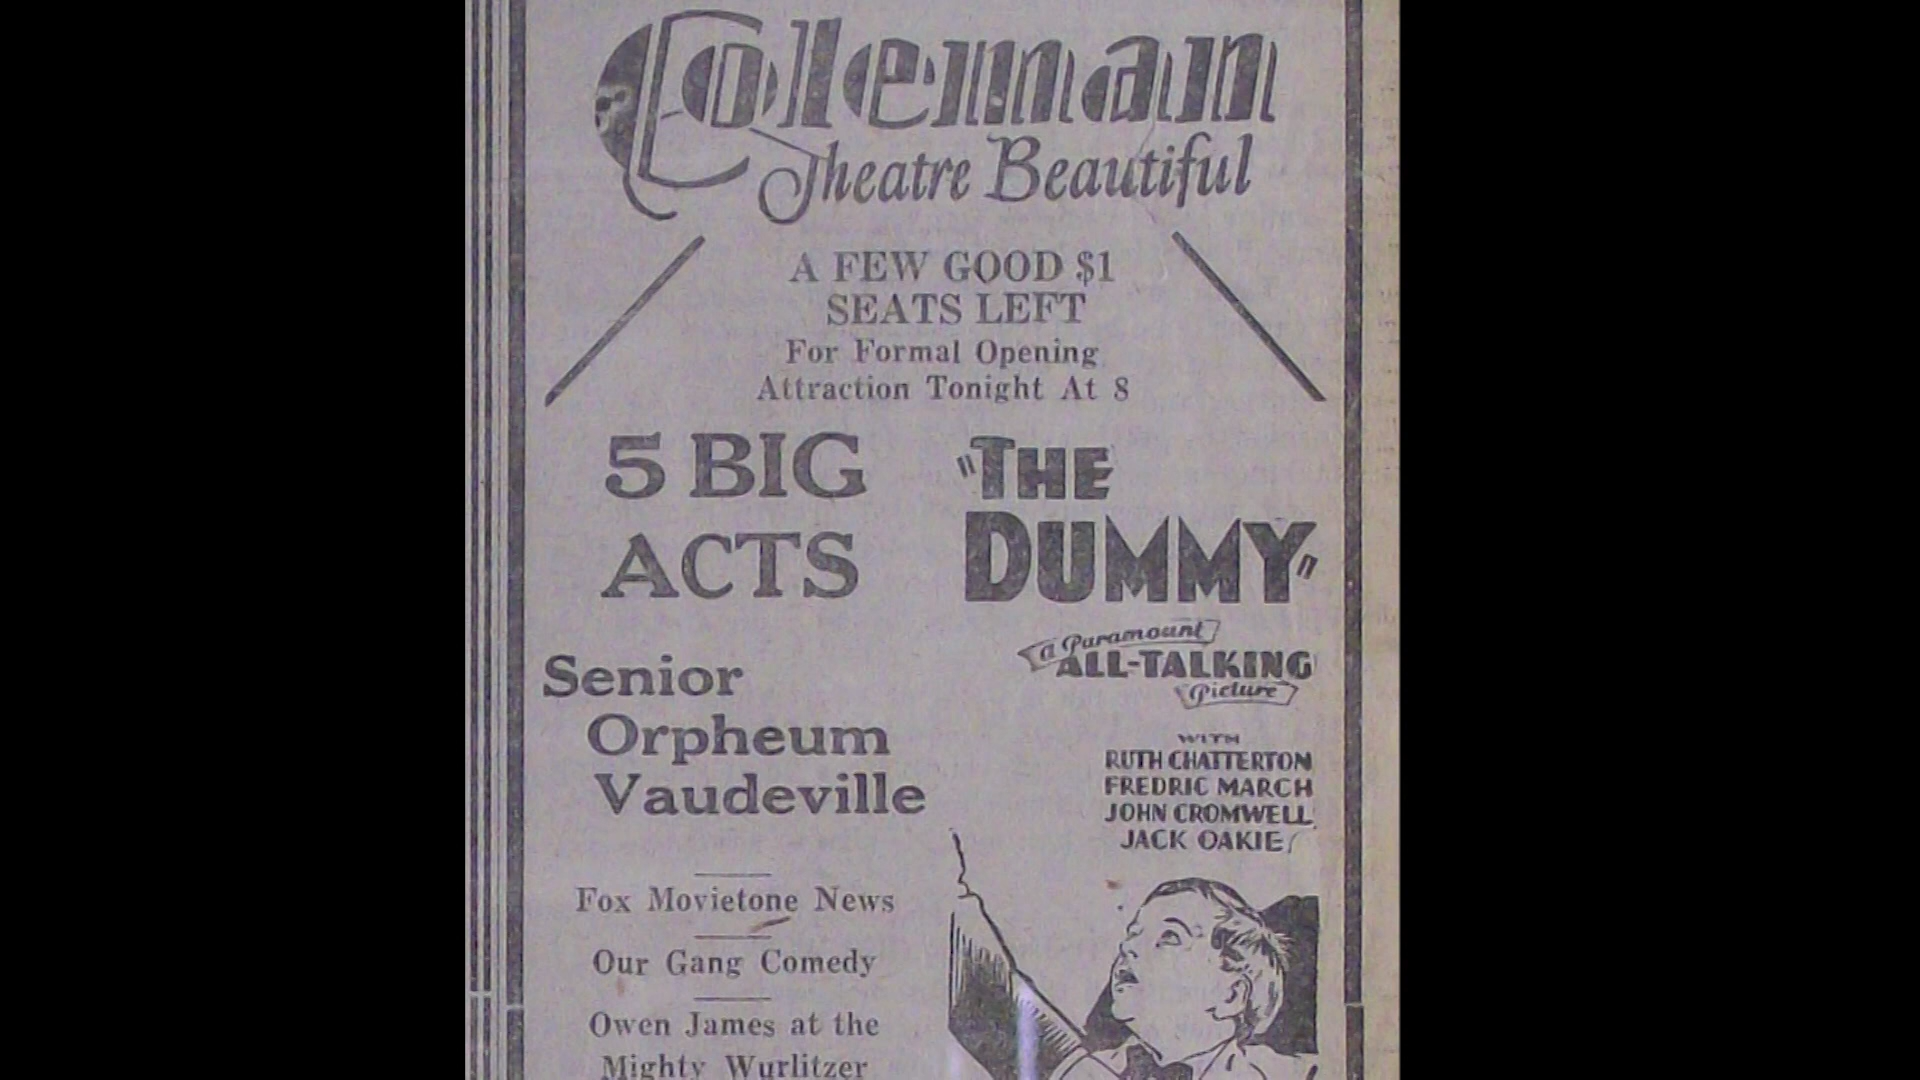 Coleman
Theatre Beautiful
A FEW GOOD $1
SEATS LEFT
For Formal Opening
Attraction Tonight At 8
5 BIG
ACTS
Senior
Orpheum
Vaudeville
Fox Movietone News
Our Gang Comedy
Owen James at the
Mighty Wurlitzer
"THE
DUMMY"
a Paramount
ALL-TALKING
Picture
WITH
RUTH CHATTERTON
FREDRIC MARCH
JOHN CROMWELL
JACK OAKIE